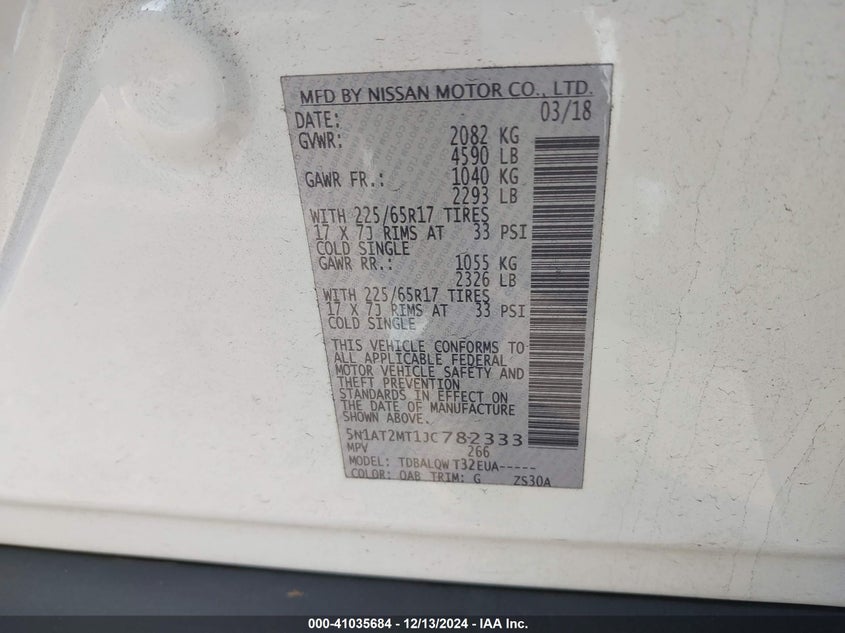 MFD BY NISSAN MOTOR CO., LTD.
DATE: 03/18
GVWR: 2082 KG
4590 LB
GAWR FR.: 1040 KG
2293 LB
WITH 225/65R17 TIRES
17 X 7J RIMS AT 33 PSI
COLD SINGLE
GAWR RR.: 1055 KG
2326 LB
WITH 225/65R17 TIRES
17 X 7J RIMS AT 33 PSI
COLD SINGLE
THIS VEHICLE CONFORMS TO
ALL APPLICABLE FEDERAL
MOTOR VEHICLE SAFETY AND
THEFT PREVENTION
STANDARDS IN EFFECT ON
THE DATE OF MANUFACTURE
SHOWN ABOVE.
5N1AT2MT1JC782333
MPV 266
MODEL: TDBALQWT32EUA-----
COLOR: QAB TRIM: G ZS30A
000-41035684 - 12/13/2024 - IAA Inc.